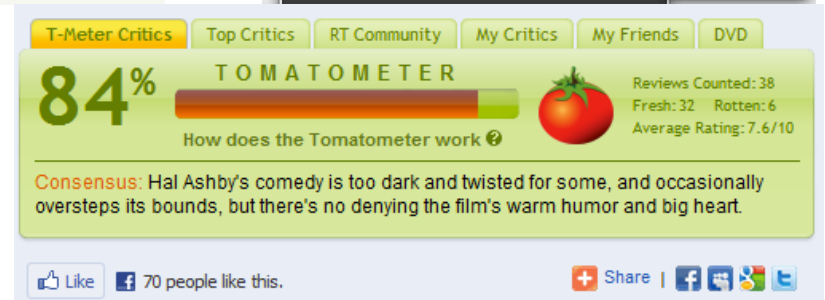 T-Meter Critics Top Critics RT Community My Critics My Friends DVD
84% TOMATOMETER
Reviews Counted: 38
Fresh: 32 Rotten: 6
Average Rating: 7.6/10
How does the Tomatometer work ?
Consensus: Hal Ashby's comedy is too dark and twisted for some, and occasionally
oversteps its bounds, but there's no denying the film's warm humor and big heart.
Like f 70 people like this. Share | f t